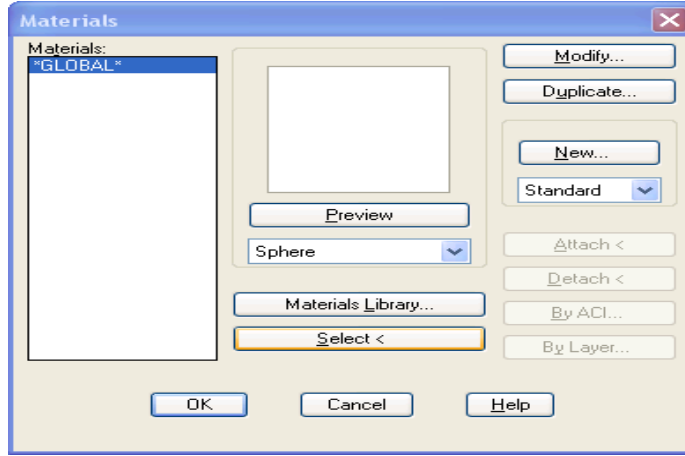 Materials
Materials:
*GLOBAL*
Preview
Sphere
Materials Library...
Select <
Modify...
Duplicate...
New...
Standard
Attach <
Detach <
By ACI...
By Layer...
OK
Cancel
Help